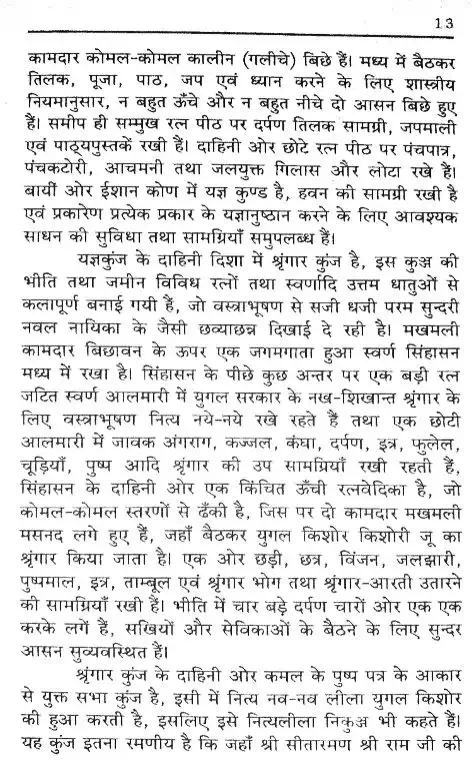 13
कामदार कोमल-कोमल कालीन (गलीचे) बिछे हैं। मध्य में बैठकर
तिलक, पूजा, पाठ, जप एवं ध्यान करने के लिए शास्त्रीय
नियमानुसार, न बहुत ऊँचे और न बहुत नीचे दो आसन बिछे हुए
हैं। समीप ही सम्मुख रत्न पीठ पर दर्पण तिलक सामग्री, जपमाली
एवं पाठ्यपुस्तकें रखी हैं। दाहिनी ओर छोटे रत्न पीठ पर पंचपात्र,
पंचकटोरी, आचमनी तथा जलयुक्त गिलास और लोटा रखे हैं।
बायीं ओर ईशान कोण में यज्ञ कुण्ड है, हवन की सामग्री रखी है
एवं प्रकारेण प्रत्येक प्रकार के यज्ञानुष्ठान करने के लिए आवश्यक
साधन की सुविधा तथा सामग्रियाँ समुपलब्ध हैं।
यज्ञकुंज के दाहिनी दिशा में श्रृंगार कुंज है, इस कुञ्ज की
भीति तथा जमीन विविध रत्नों तथा स्वर्णादि उत्तम धातुओं से
कलापूर्ण बनाई गयी हैं, जो वस्त्राभूषण से सजी धजी परम सुन्दरी
नवल नायिका के जैसी छव्याछन्न दिखाई दे रही है। मखमली
कामदार बिछावन के ऊपर एक जगमगाता हुआ स्वर्ण सिंहासन
मध्य में रखा है। सिंहासन के पीछे कुछ अन्तर पर एक बड़ी रत्न
जटित स्वर्ण आलमारी में युगल सरकार के नख-शिखान्त श्रृंगार के
लिए वस्त्राभूषण नित्य नये-नये रखे रहते हैं तथा एक छोटी
आलमारी में जावक अंगराग, कज्जल, कंघा, दर्पण, इत्र, फुलेल,
चूड़ियाँ, पुष्प आदि श्रृंगार की उप सामग्रियाँ रखी रहती हैं,
सिंहासन के दाहिनी ओर एक किंचित ऊँची रत्नवेदिका है, जो
कोमल-कोमल स्तरणों से ढँकी है, जिस पर दो कामदार मखमली
मसनद लगे हुए हैं, जहाँ बैठकर युगल किशोर किशोरी जू का
श्रृंगार किया जाता है। एक ओर छड़ी, छत्र, विंजन, जलझारी,
पुष्पमाल, इत्र, ताम्बूल एवं श्रृंगार भोग तथा श्रृंगार-आरती उतारने
की सामग्रियाँ रखी हैं। भीति में चार बड़े दर्पण चारों ओर एक एक
करके लगें हैं, सखियों और सेविकाओं के बैठने के लिए सुन्दर
आसन सुव्यवस्थित हैं।
श्रृंगार कुंज के दाहिनी ओर कमल के पुष्प पत्र के आकार
से युक्त सभा कुंज है, इसी में नित्य नव-नव लीला युगल किशोर
की हुआ करती है, इसलिए इसे नित्यलीला निकुञ्ज भी कहते हैं।
यह कुंज इतना रमणीय है कि जहाँ श्री सीतारमण श्री राम जी की